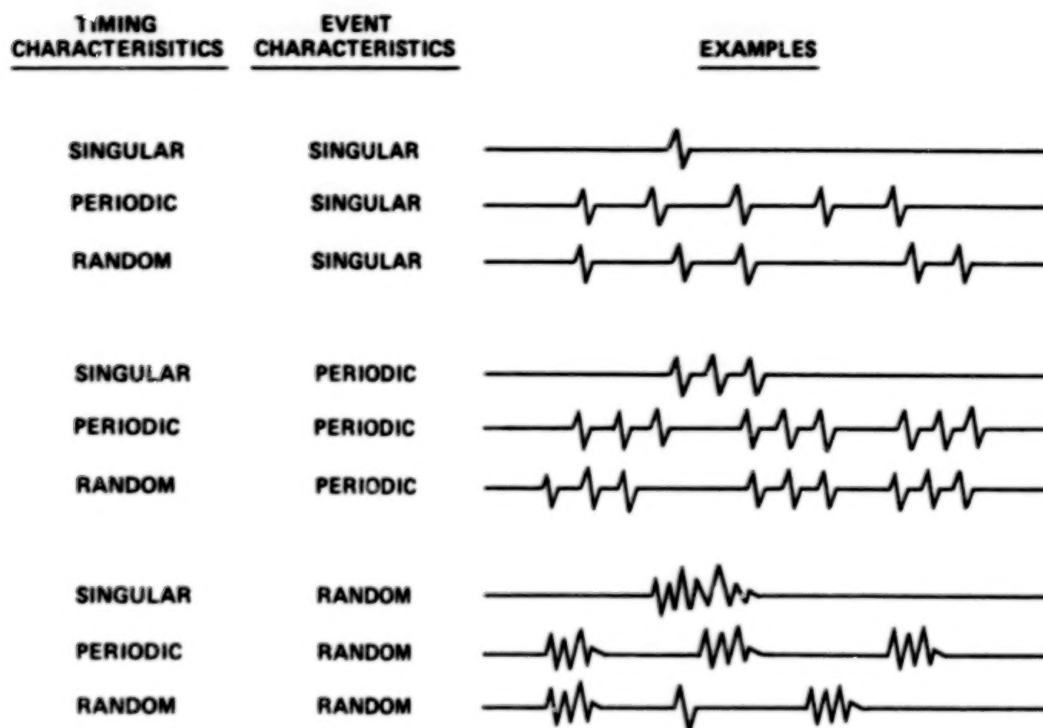 TIMING EVENT
CHARACTERISITICS CHARACTERISTICS EXAMPLES
SINGULAR SINGULAR
PERIODIC SINGULAR
RANDOM SINGULAR
SINGULAR PERIODIC
PERIODIC PERIODIC
RANDOM PERIODIC
SINGULAR RANDOM
PERIODIC RANDOM
RANDOM RANDOM